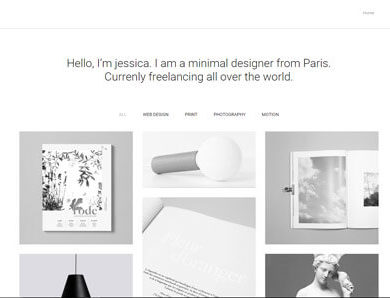 Home
Hello, I'm jessica. I am a minimal designer from Paris.
Currenly freelancing all over the world.
ALL WEB DESIGN PRINT PHOTOGRAPHY MOTION
rode